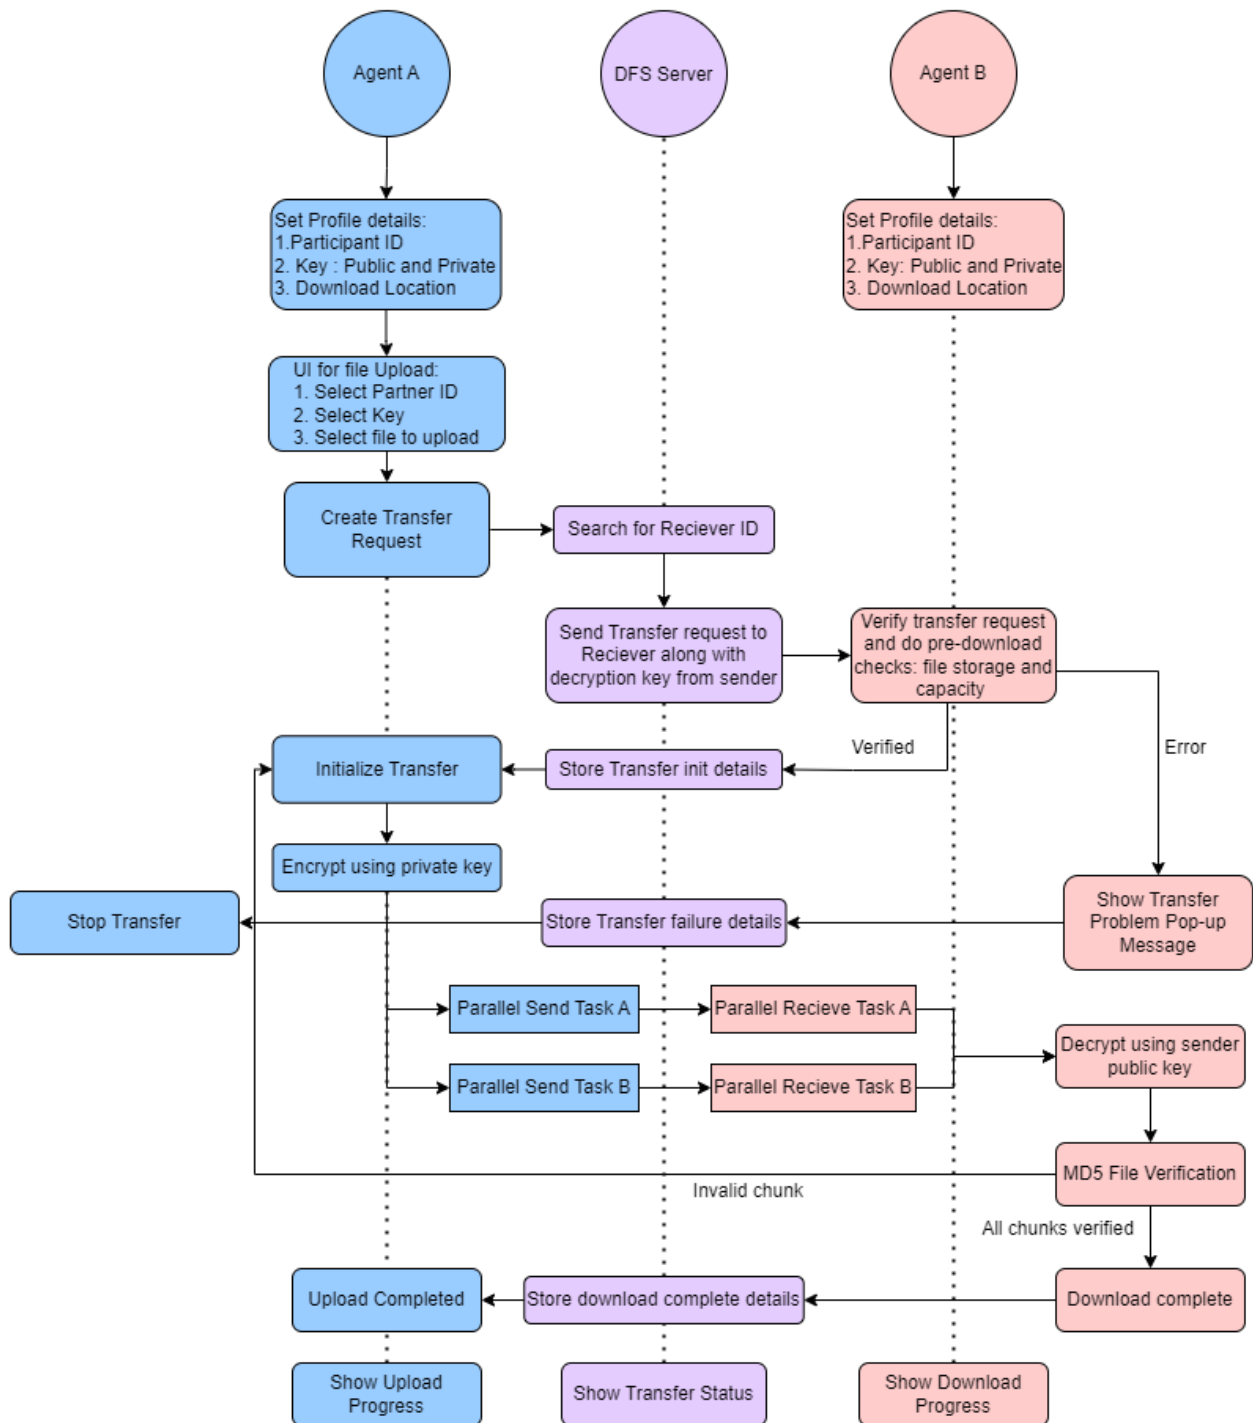 Agent A
DFS Server
Agent B
Set Profile details:
1.Participant ID
2. Key : Public and Private
3. Download Location
Set Profile details:
1.Participant ID
2. Key: Public and Private
3. Download Location
UI for file Upload:
1. Select Partner ID
2. Select Key
3. Select file to upload
Create Transfer
Request
Search for Reciever ID
Send Transfer request to
Reciever along with
decryption key from sender
Verify transfer request
and do pre-download
checks: file storage and
capacity
Verified
Error
Initialize Transfer
Store Transfer init details
Encrypt using private key
Stop Transfer
Store Transfer failure details
Show Transfer
Problem Pop-up
Message
Parallel Send Task A
Parallel Recieve Task A
Decrypt using sender
public key
Parallel Send Task B
Parallel Recieve Task B
MD5 File Verification
Invalid chunk
All chunks verified
Upload Completed
Store download complete details
Download complete
Show Upload
Progress
Show Transfer Status
Show Download
Progress